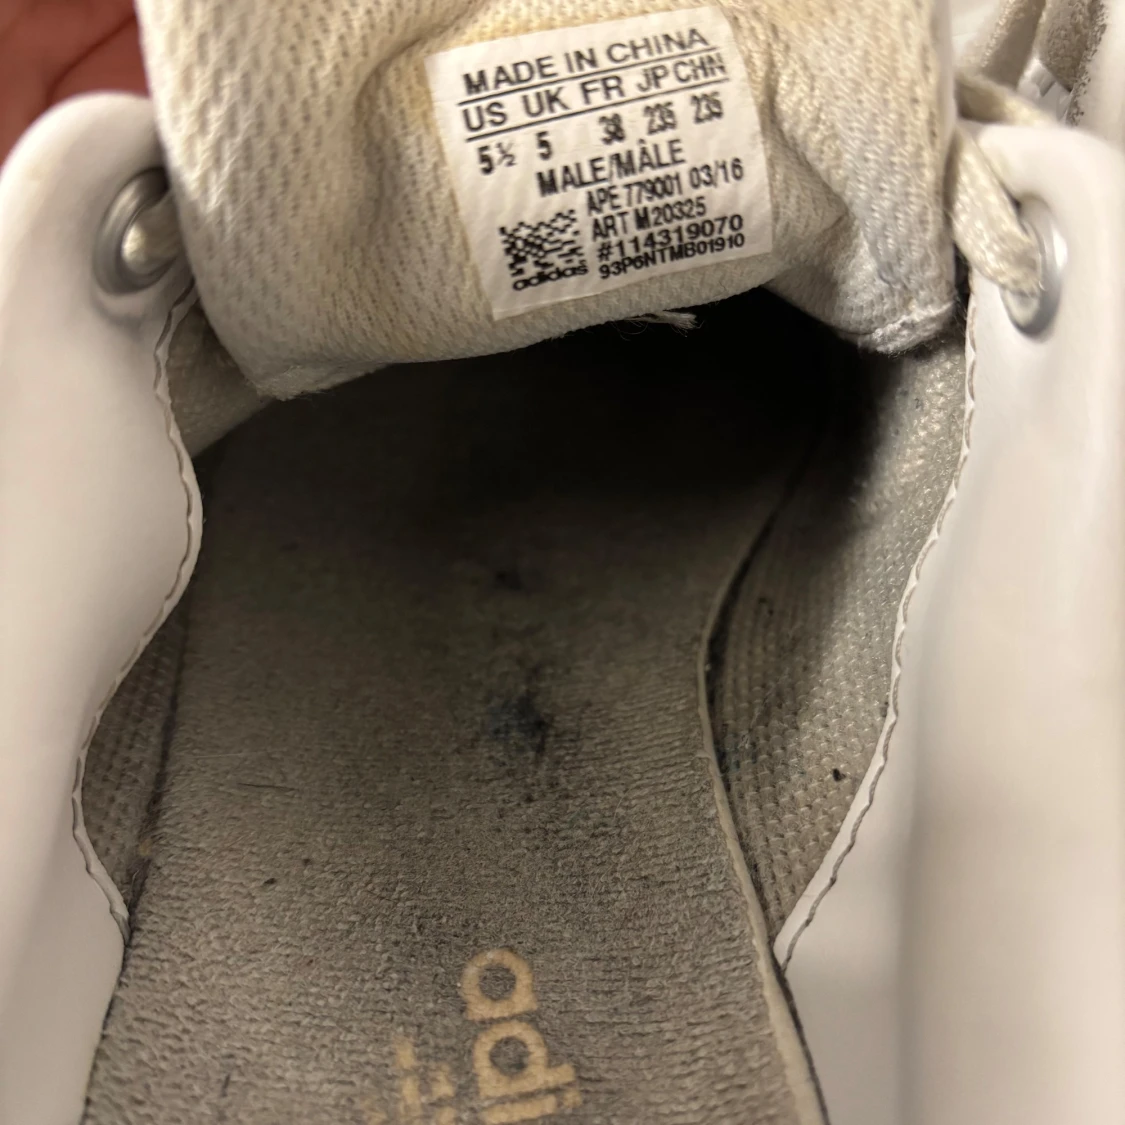 MADE IN CHINA
US UK FR JP CHN
5½ 5 38 235 235
MALE/MÂLE
APE 779001 03/16
ART M20325
#114319070
93P6NTMB01910
adidas
adi